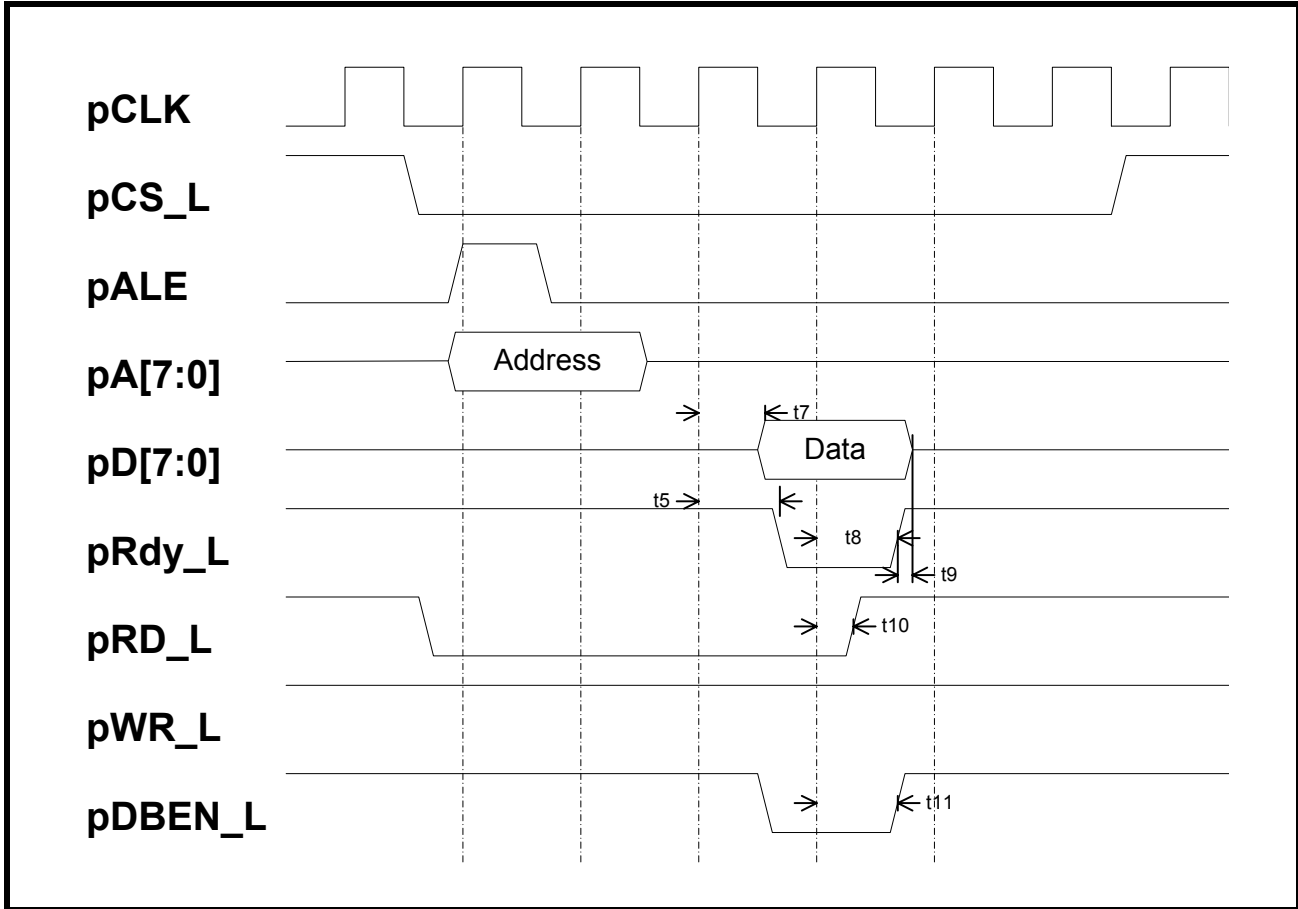 pCLK
pCS_L
pALE
pA[7:0]
Address
t7
pD[7:0]
Data
t5
pRdy_L
t8
t9
pRD_L
t10
pWR_L
pDBEN_L
t11